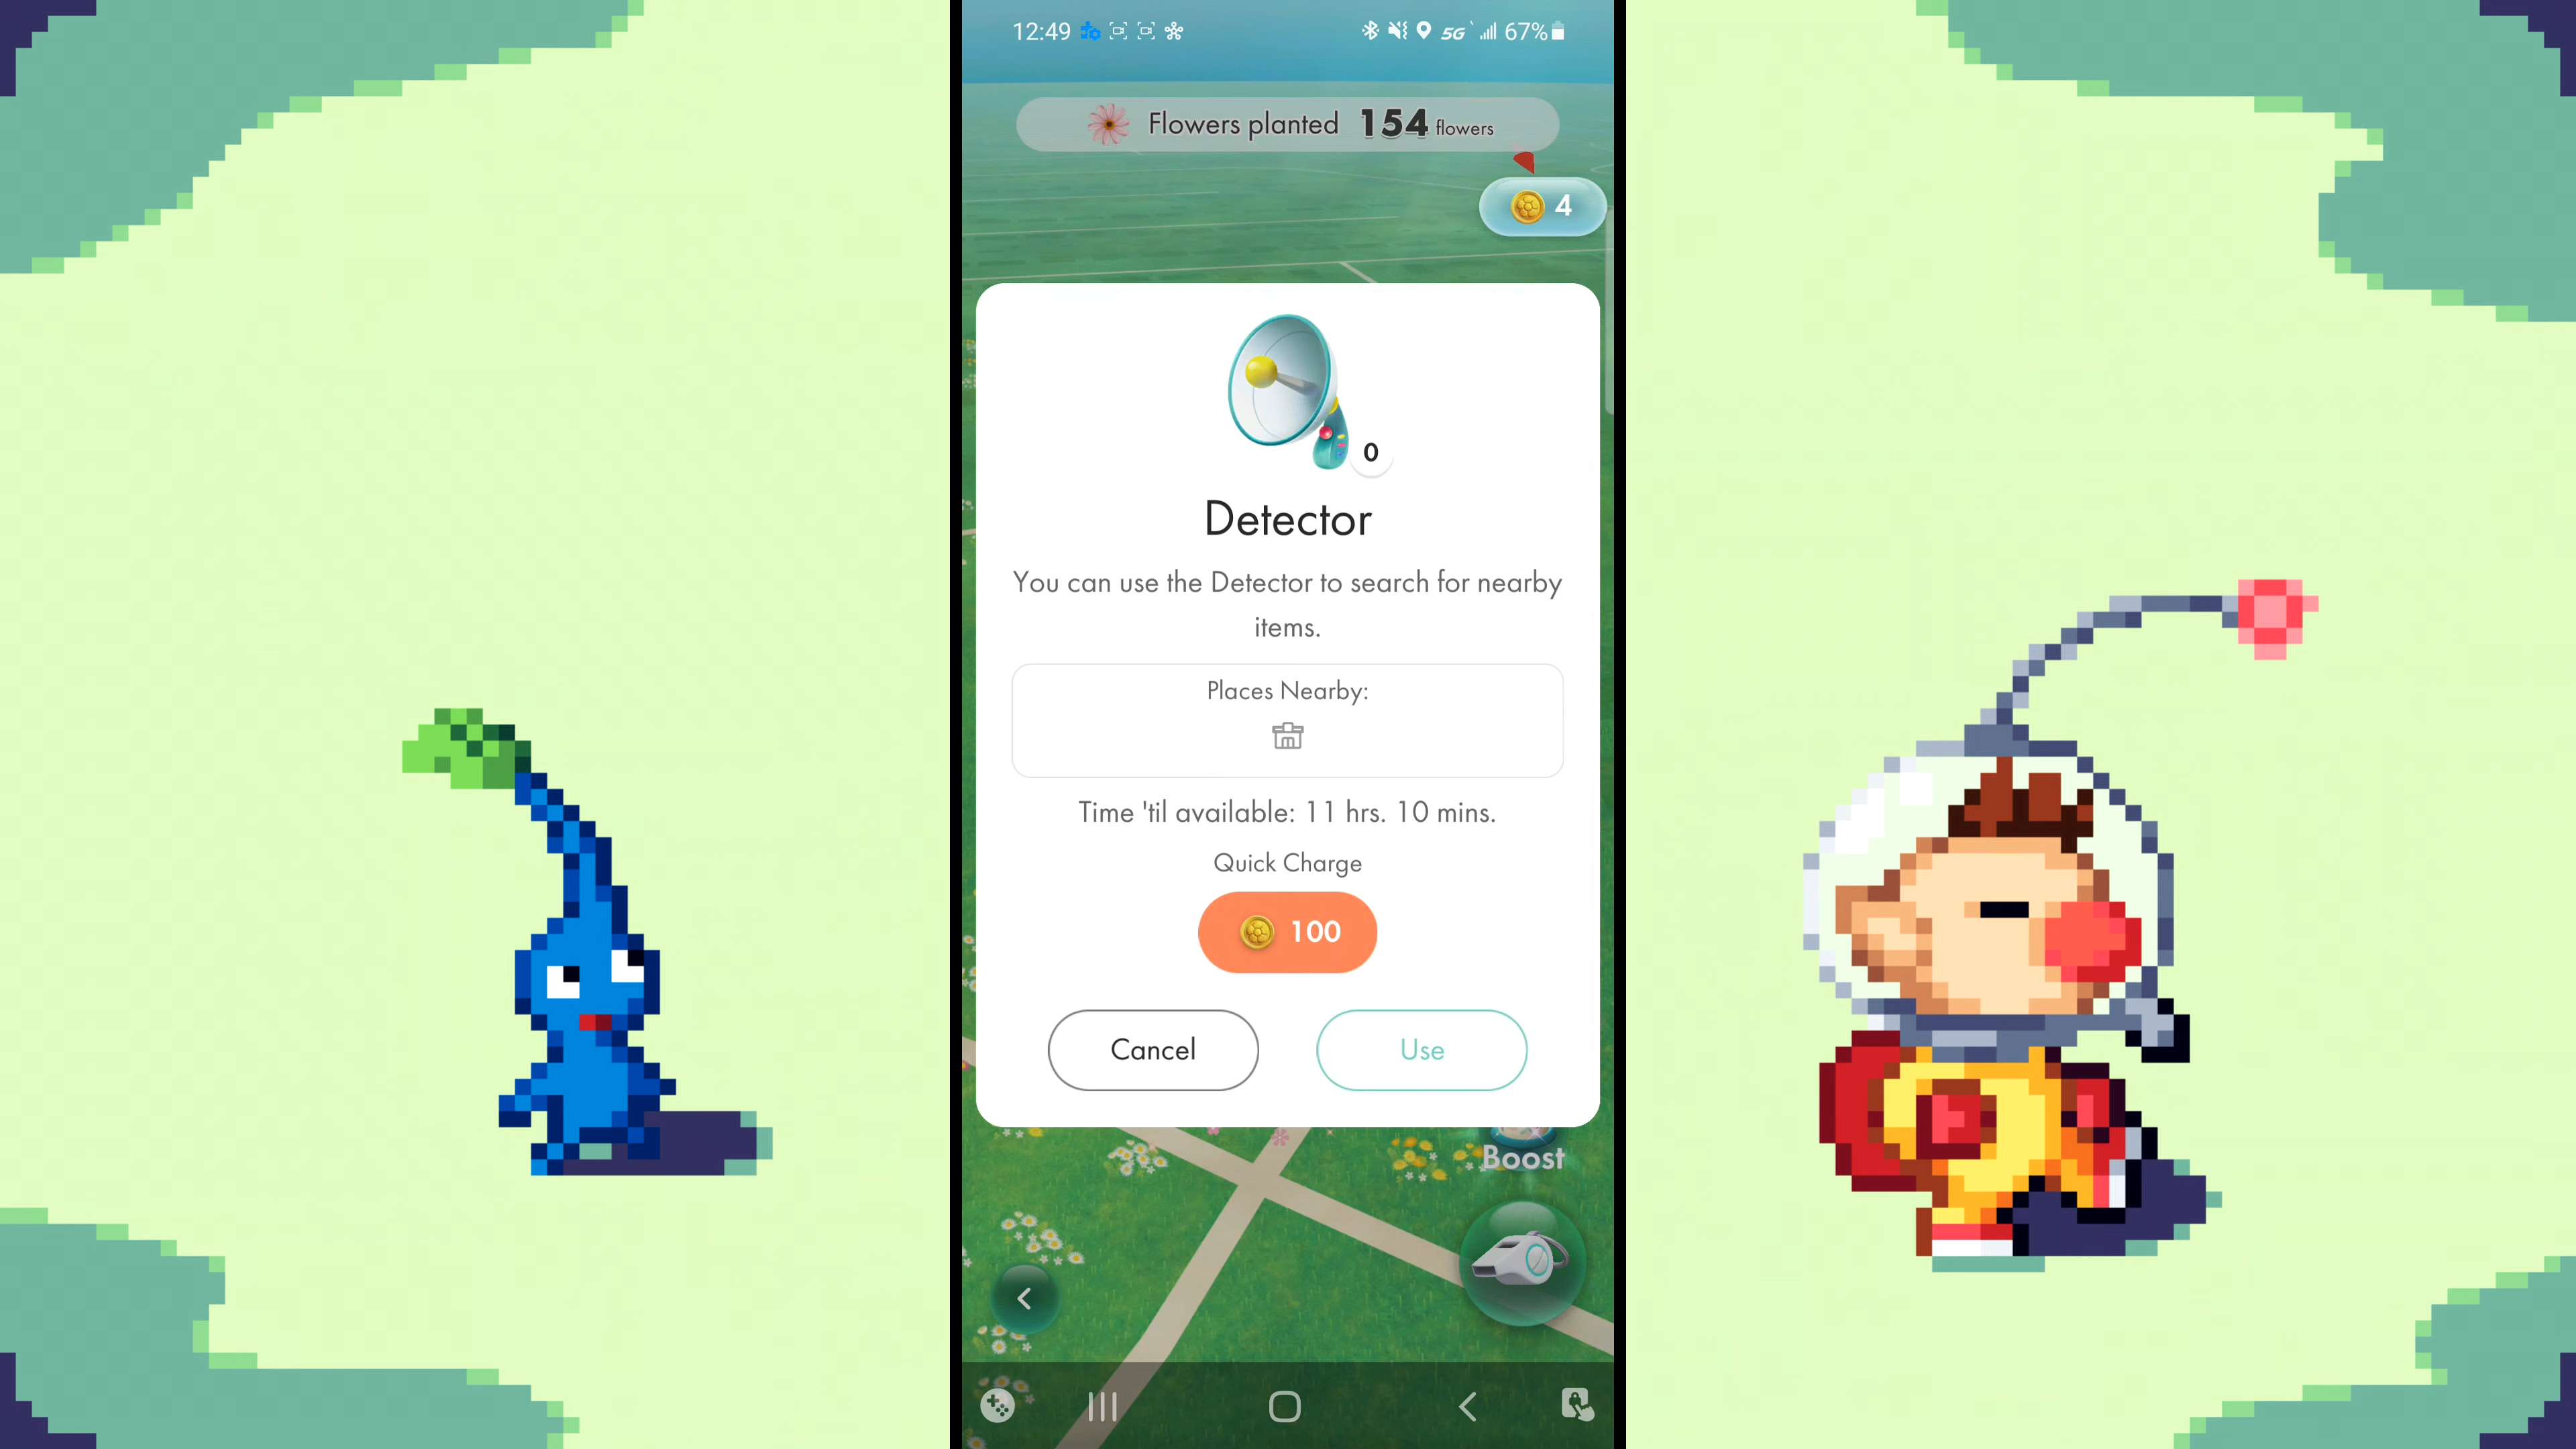 12:49 5G 67%
Flowers planted 154 flowers
4
0
Detector
You can use the Detector to search for nearby
items.
Places Nearby:
Time 'til available: 11 hrs. 10 mins.
Quick Charge
100
Cancel Use
Boost